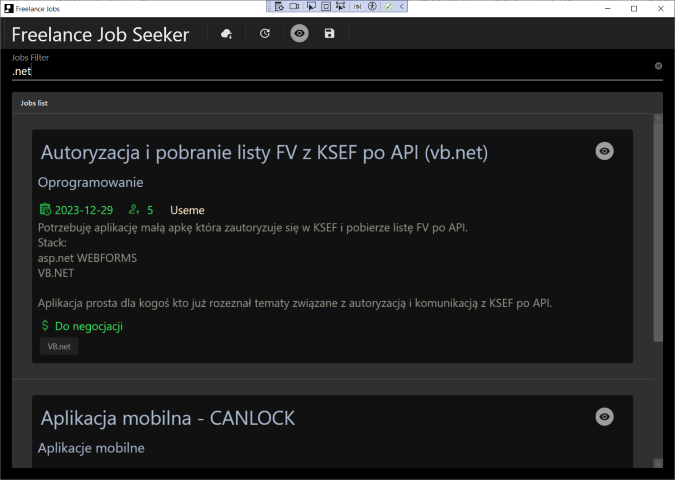 Freelance Jobs
Freelance Job Seeker
Jobs Filter
.net
Jobs list
Autoryzacja i pobranie listy FV z KSEF po API (vb.net)
Oprogramowanie
2023-12-29 5 Useme
Potrzebuję aplikację małą apkę która zautoryzuje się w KSEF i pobierze listę FV po API.
Stack:
asp.net WEBFORMS
VB.NET
Aplikacja prosta dla kogoś kto już rozeznał tematy związane z autoryzacją i komunikacją z KSEF po API.
$ Do negocjacji
VB.net
Aplikacja mobilna - CANLOCK
Aplikacje mobilne